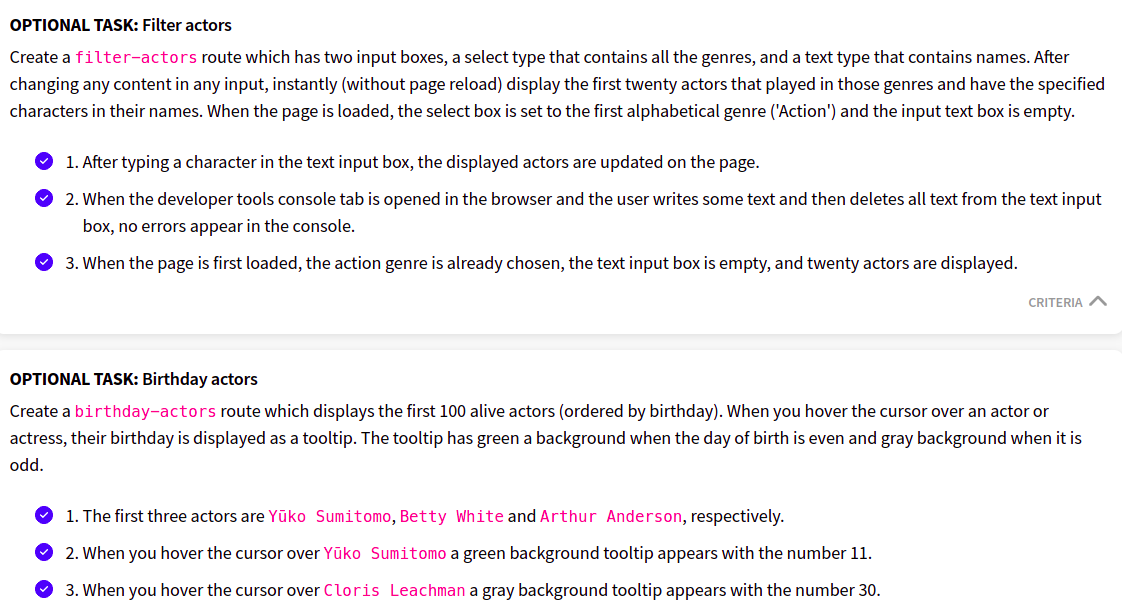 OPTIONAL TASK: Filter actors
Create a filter-actors route which has two input boxes, a select type that contains all the genres, and a text type that contains names. After
changing any content in any input, instantly (without page reload) display the first twenty actors that played in those genres and have the specified
characters in their names. When the page is loaded, the select box is set to the first alphabetical genre ('Action') and the input text box is empty.
1. After typing a character in the text input box, the displayed actors are updated on the page.
2. When the developer tools console tab is opened in the browser and the user writes some text and then deletes all text from the text input
box, no errors appear in the console.
3. When the page is first loaded, the action genre is already chosen, the text input box is empty, and twenty actors are displayed.
CRITERIA
OPTIONAL TASK: Birthday actors
Create a birthday-actors route which displays the first 100 alive actors (ordered by birthday). When you hover the cursor over an actor or
actress, their birthday is displayed as a tooltip. The tooltip has green a background when the day of birth is even and gray background when it is
odd.
1. The first three actors are Yūko Sumitomo, Betty White and Arthur Anderson, respectively.
2. When you hover the cursor over Yūko Sumitomo a green background tooltip appears with the number 11.
3. When you hover the cursor over Cloris Leachman a gray background tooltip appears with the number 30.